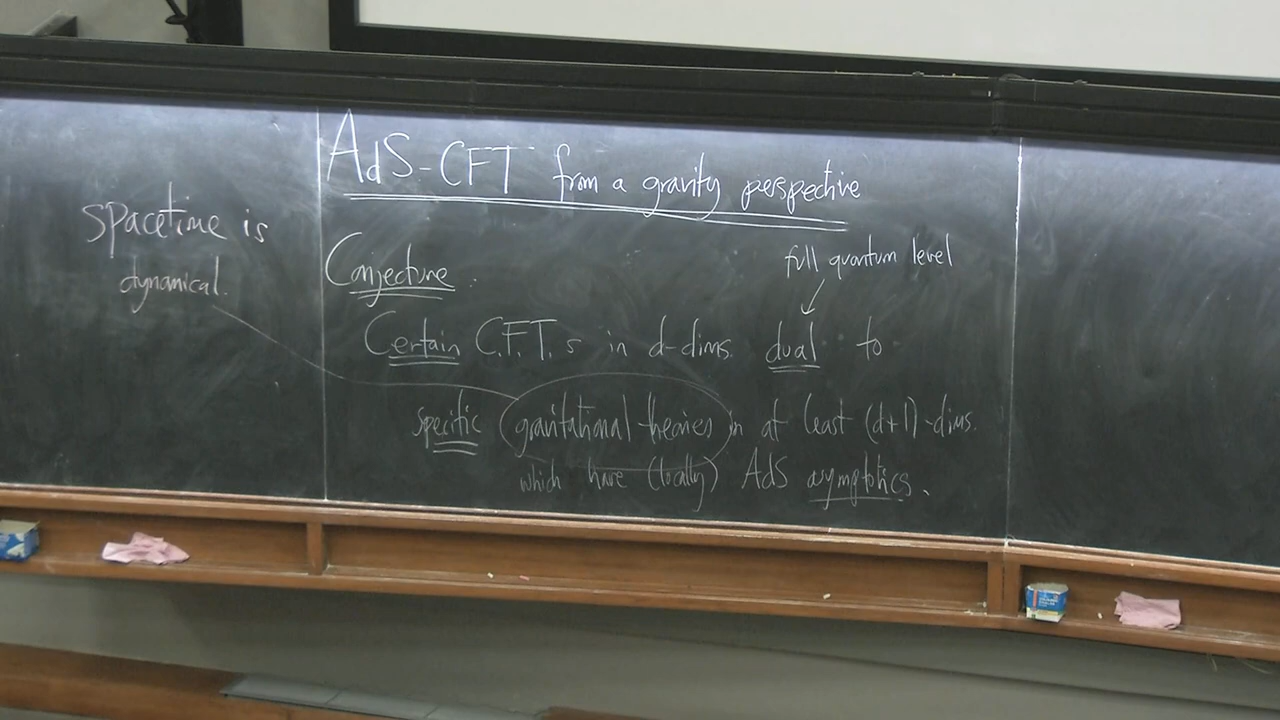 AdS-CFT from a gravity perspective
spacetime is
dynamical.
Conjecture.
full quantum level
Certain C.F.T.s in d-dims. dual to
specific gravitational theories in at least (d+1)-dims.
which have (locally) AdS asymptotics.